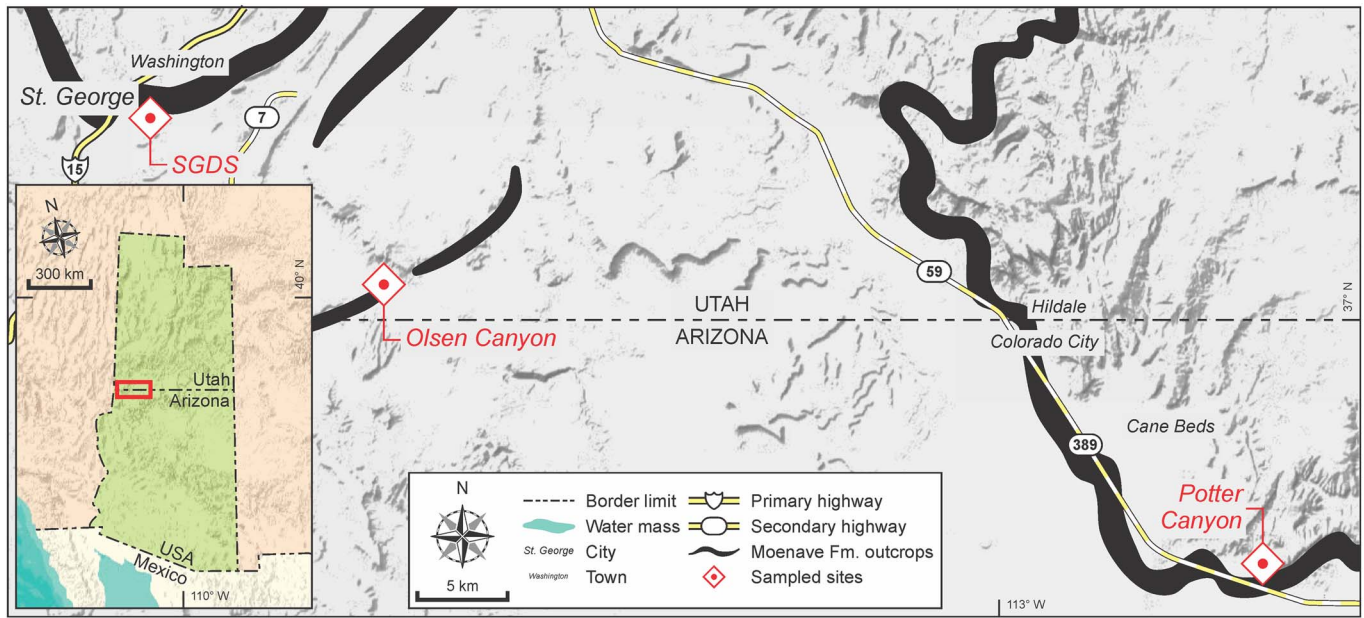 Washington
St. George
7
15
SGDS
59
UTAH
ARIZONA
Hildale
Colorado City
37° N
Olsen Canyon
Cane Beds
389
Potter
Canyon
113° W
N
300 km
40° N
Utah
Arizona
USA
Mexico
110° W
N
5 km
Border limit
Water mass
St. George
City
Washington
Town
Primary highway
Secondary highway
Moenave Fm. outcrops
Sampled sites